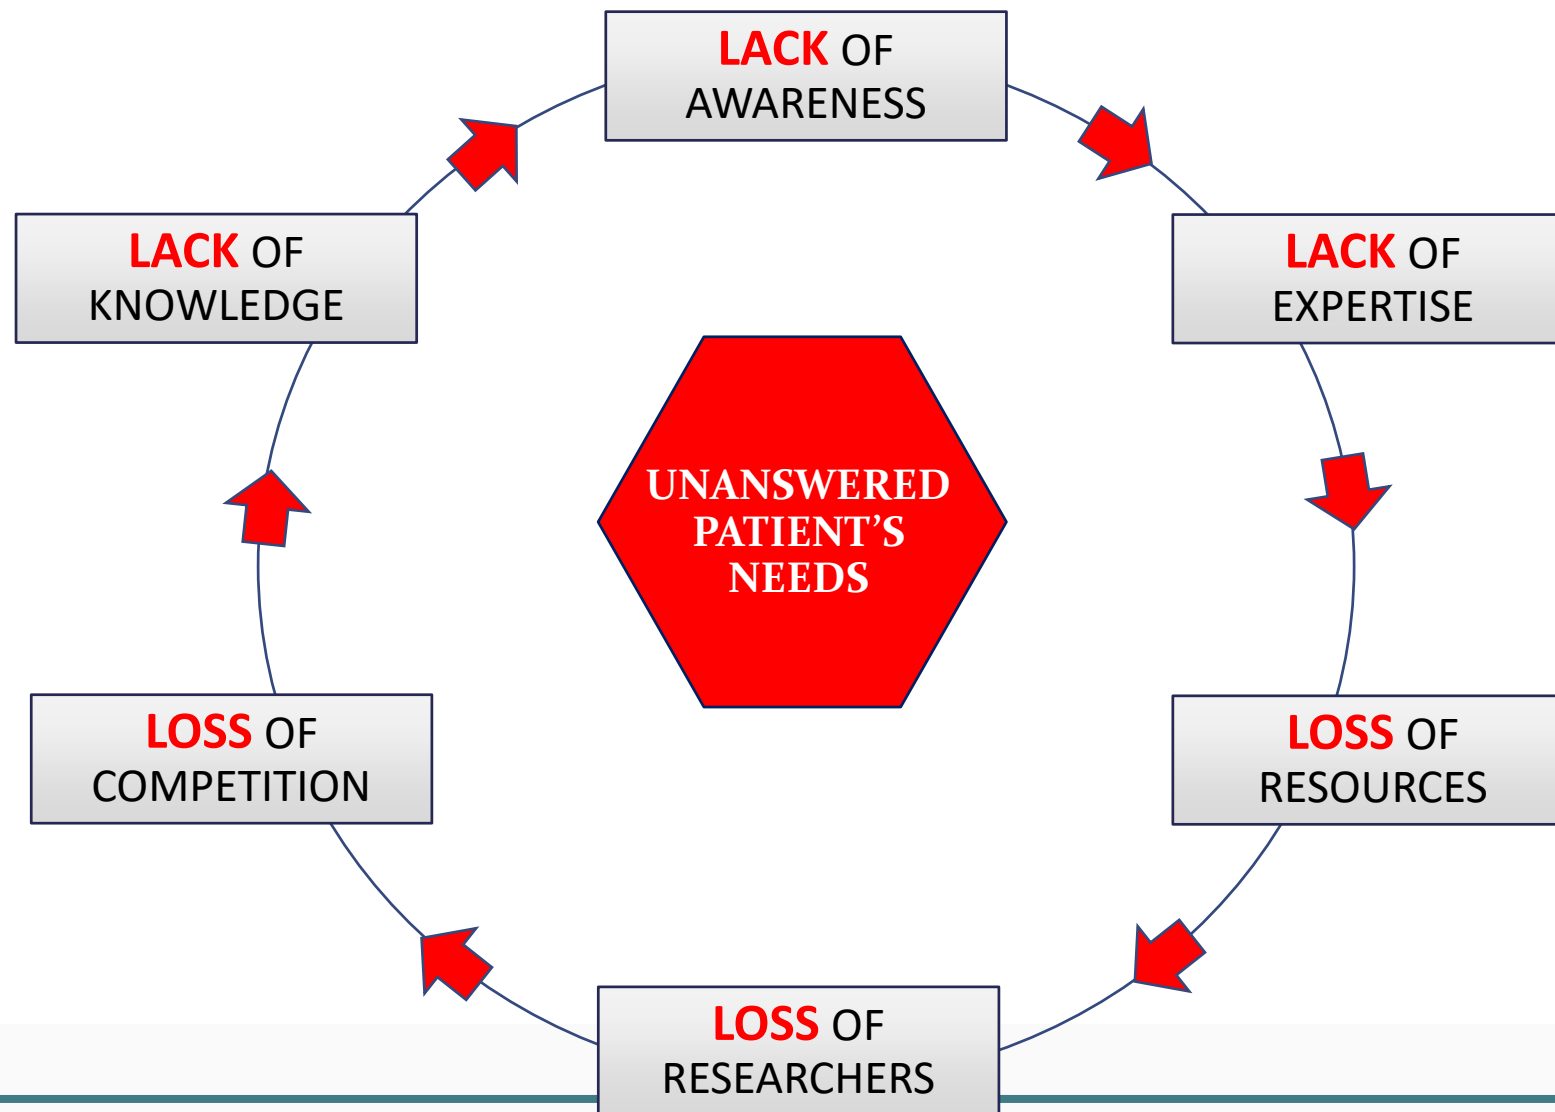 LACK OF
AWARENESS
LACK OF
EXPERTISE
LOSS OF
RESOURCES
LOSS OF
RESEARCHERS
LOSS OF
COMPETITION
LACK OF
KNOWLEDGE
UNANSWERED
PATIENT’S
NEEDS